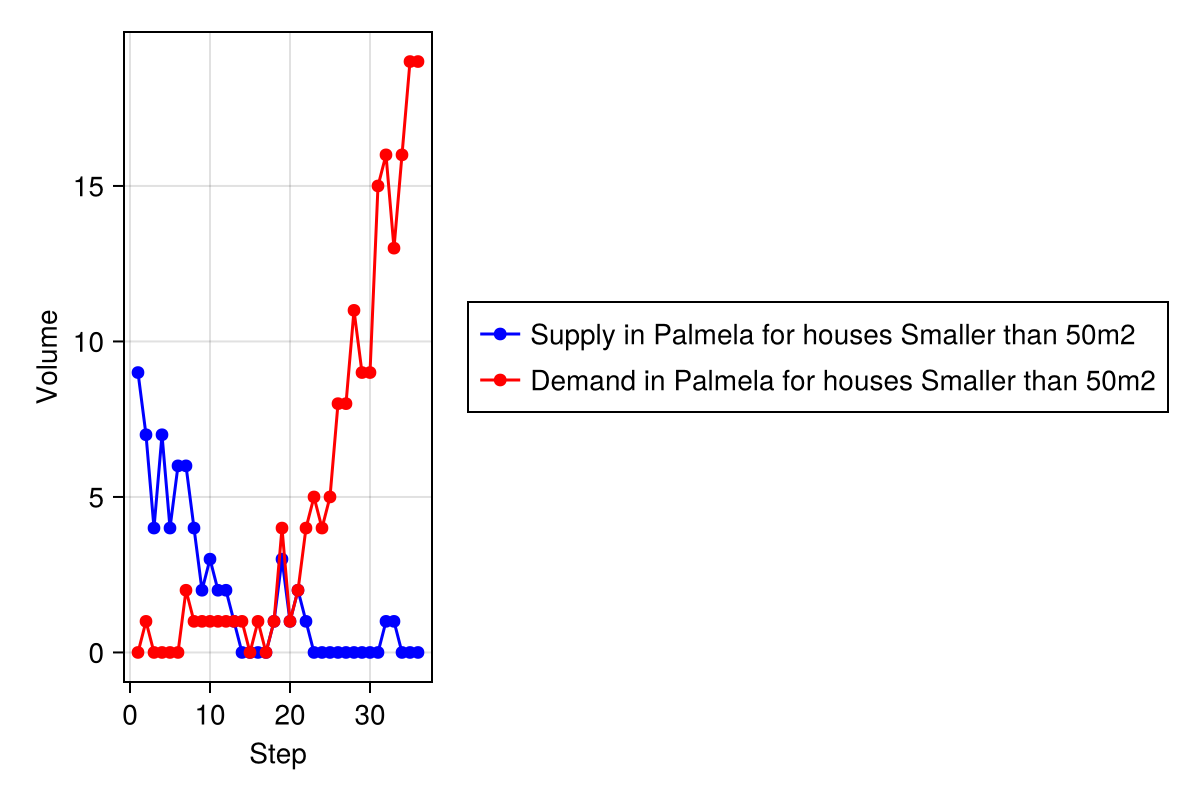 15
10
5
0
Volume
0 10 20 30
Step
Supply in Palmela for houses Smaller than 50m2
Demand in Palmela for houses Smaller than 50m2